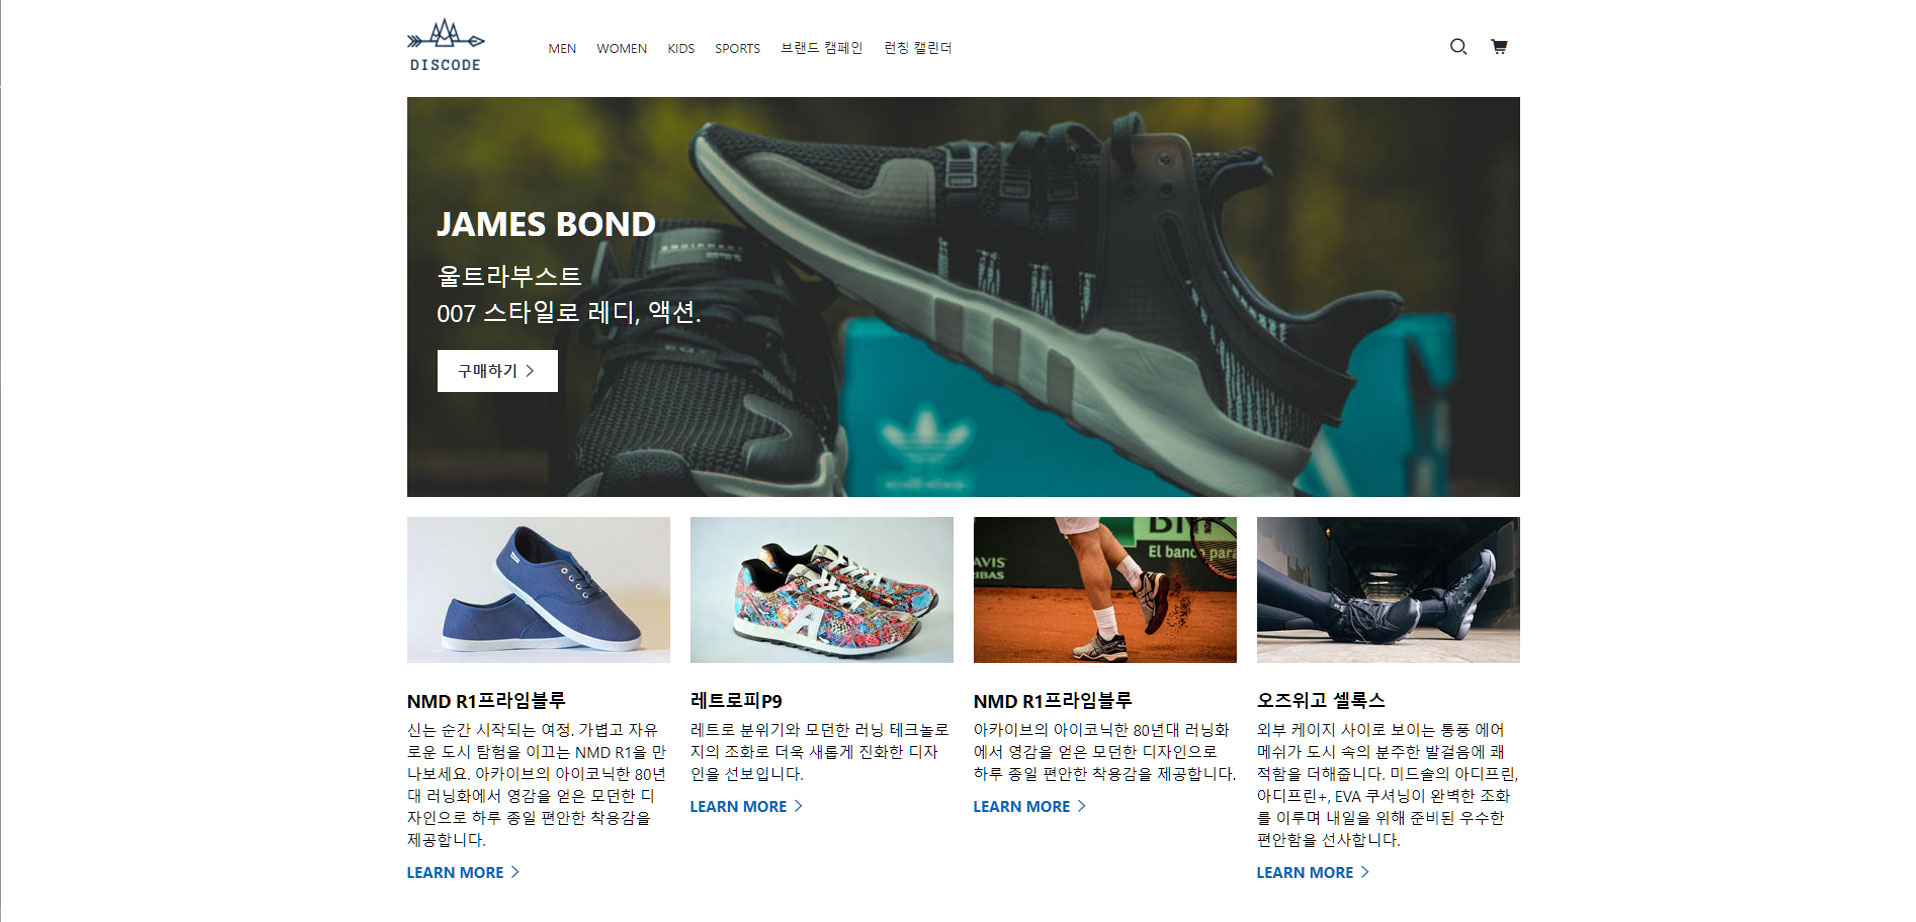 DISCODE
MEN WOMEN KIDS SPORTS 브랜드 캠페인 런칭 캘린더
JAMES BOND
울트라부스트
007 스타일로 레디, 액션.
구매하기
EQUIPMENT
BNP
El banco para
AVIS
RIBAS
A
NMD R1프라임블루
신는 순간 시작되는 여정. 가볍고 자유
로운 도시 탐험을 이끄는 NMD R1을 만
나보세요. 아카이브의 아이코닉한 80년
대 러닝화에서 영감을 얻은 모던한 디
자인으로 하루 종일 편안한 착용감을
제공합니다.
LEARN MORE
레트로피P9
레트로 분위기와 모던한 러닝 테크놀로
지의 조화로 더욱 새롭게 진화한 디자
인을 선보입니다.
LEARN MORE
NMD R1프라임블루
아카이브의 아이코닉한 80년대 러닝화
에서 영감을 얻은 모던한 디자인으로
하루 종일 편안한 착용감을 제공합니다.
LEARN MORE
오즈위고 셀록스
외부 케이지 사이로 보이는 통풍 에어
메쉬가 도시 속의 분주한 발걸음에 쾌
적함을 더해줍니다. 미드솔의 아디프린,
아디프린+, EVA 쿠셔닝이 완벽한 조화
를 이루며 내일을 위해 준비된 우수한
편안함을 선사합니다.
LEARN MORE